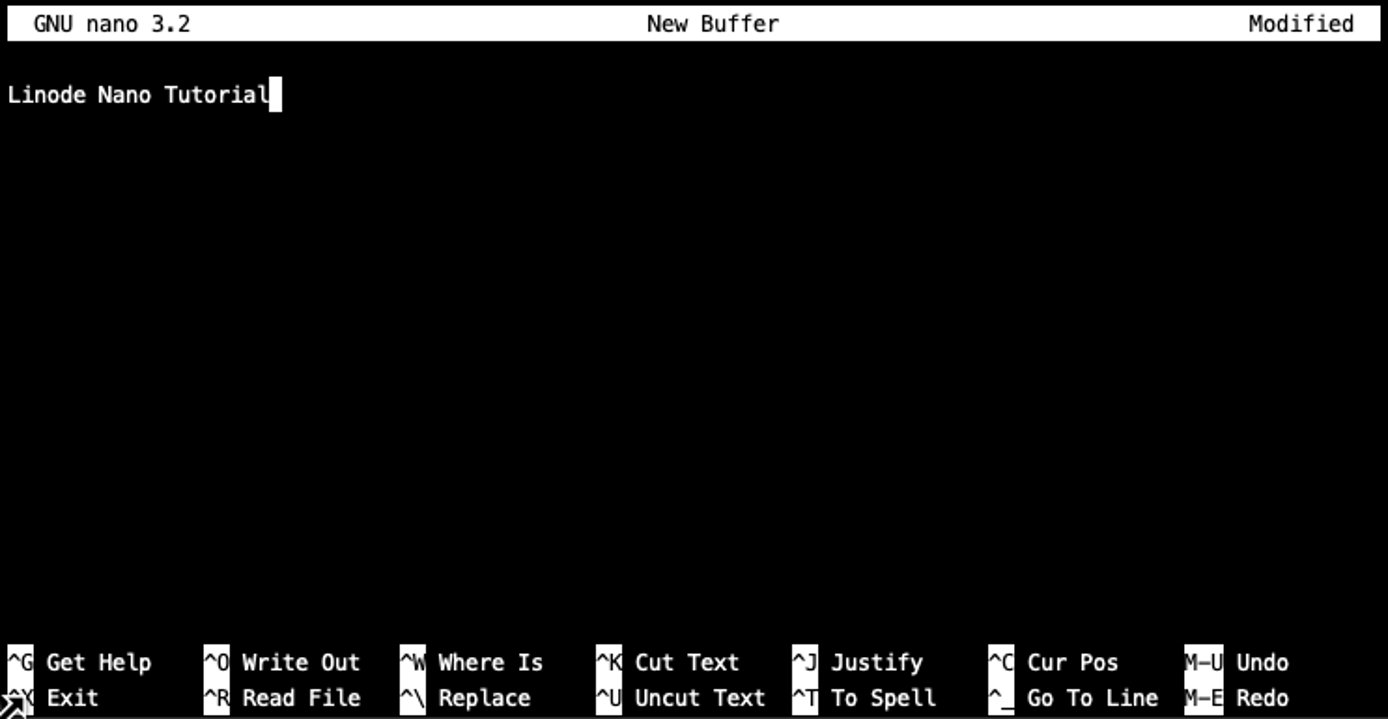 GNU nano 3.2 New Buffer Modified
Linode Nano Tutorial
^G Get Help ^O Write Out ^W Where Is ^K Cut Text ^J Justify ^C Cur Pos M-U Undo
^X Exit ^R Read File ^\ Replace ^U Uncut Text ^T To Spell ^_ Go To Line M-E Redo